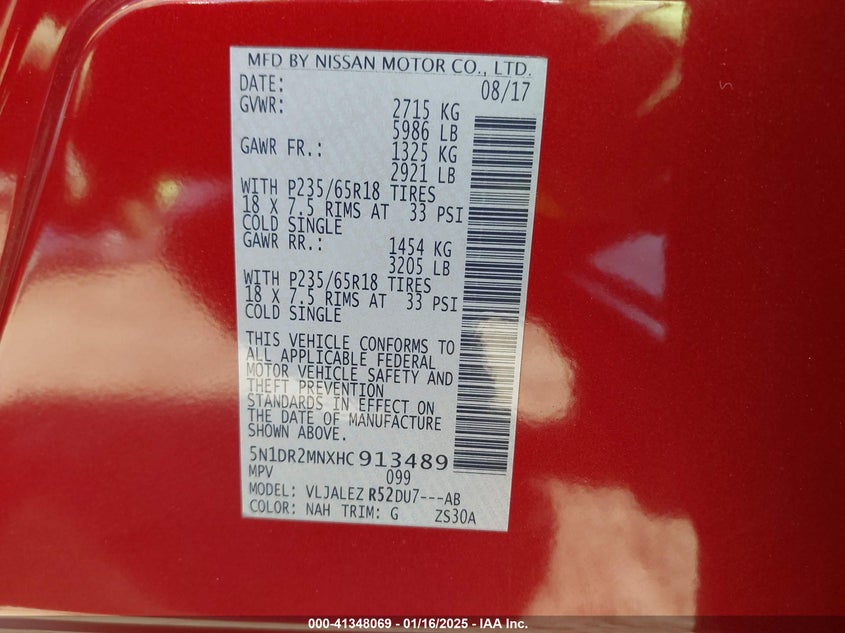 MFD BY NISSAN MOTOR CO., LTD.
DATE: 08/17
GVWR: 2715 KG
5986 LB
GAWR FR.: 1325 KG
2921 LB
WITH P235/65R18 TIRES
18 X 7.5 RIMS AT 33 PSI
COLD SINGLE
GAWR RR.: 1454 KG
3205 LB
WITH P235/65R18 TIRES
18 X 7.5 RIMS AT 33 PSI
COLD SINGLE
THIS VEHICLE CONFORMS TO
ALL APPLICABLE FEDERAL
MOTOR VEHICLE SAFETY AND
THEFT PREVENTION
STANDARDS IN EFFECT ON
THE DATE OF MANUFACTURE
SHOWN ABOVE.
5N1DR2MNXHC 913489
MPV 099
MODEL: VLJALEZ R52DU7---AB
COLOR: NAH TRIM: G ZS30A
000-41348069 - 01/16/2025 - IAA Inc.